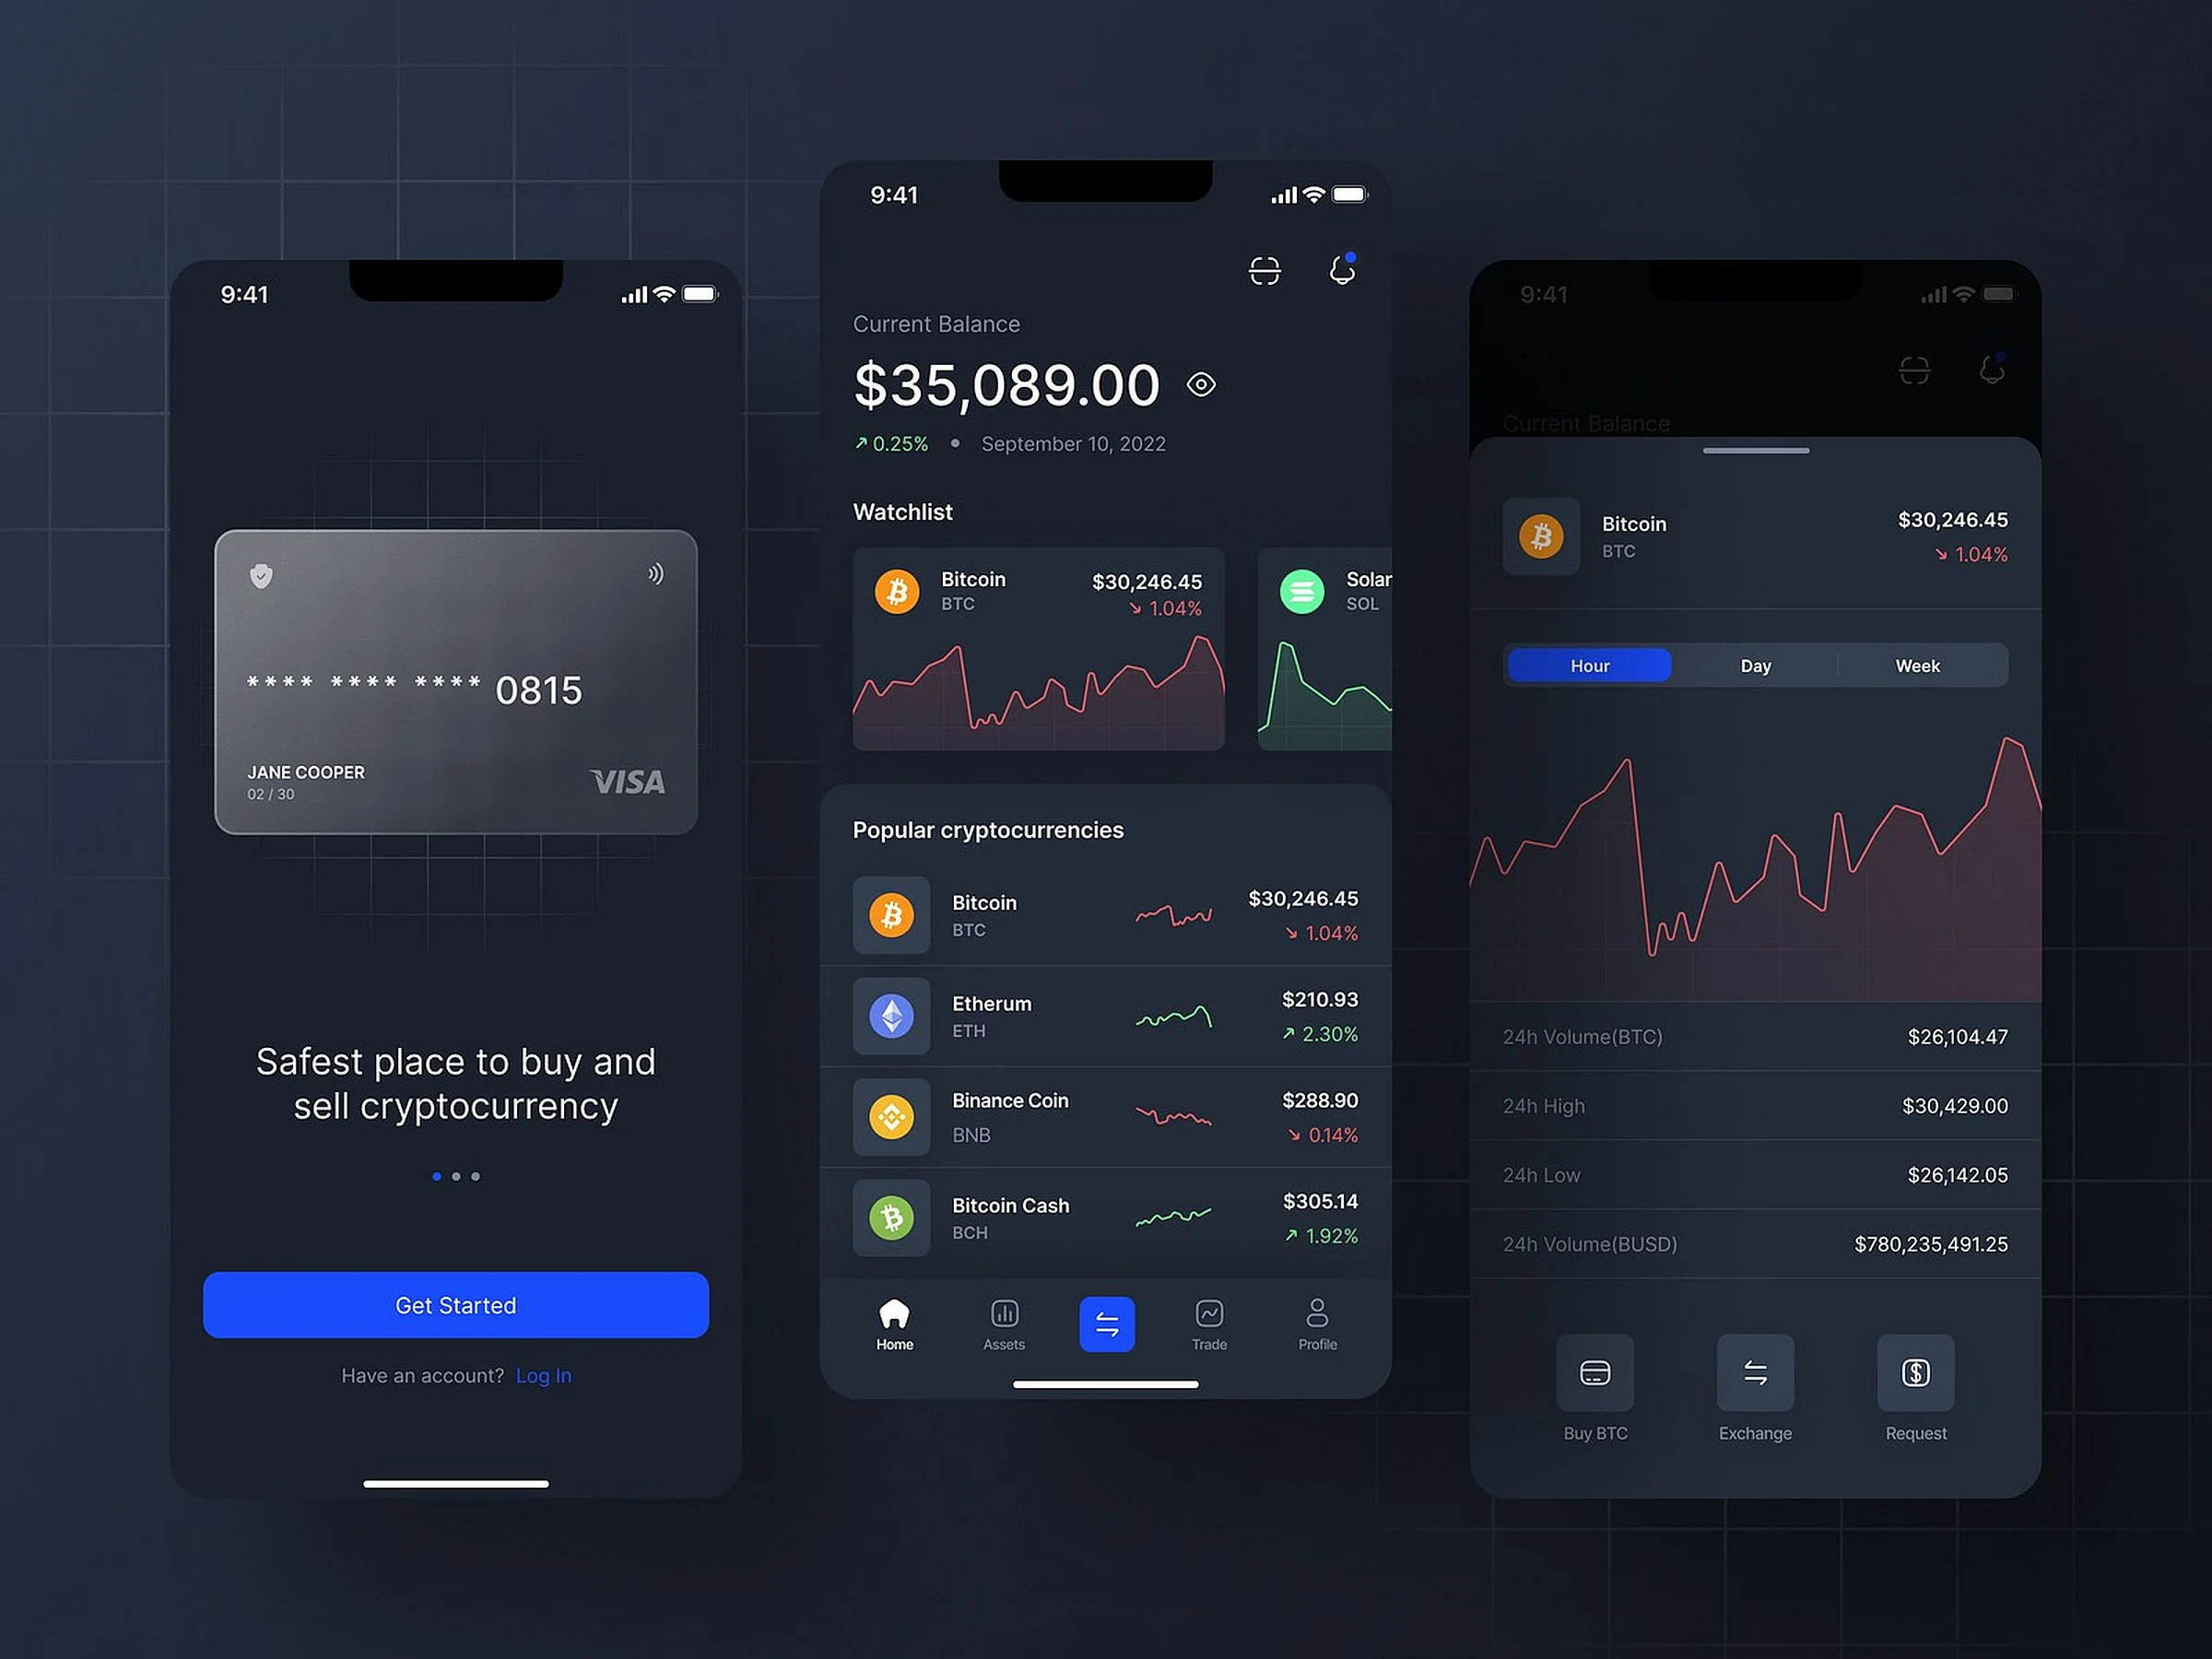 9:41
**** **** **** 0815
JANE COOPER
02 / 30
VISA
Safest place to buy and
sell cryptocurrency
Get Started
Have an account? Log In
9:41
Current Balance
$35,089.00
0.25% • September 10, 2022
Watchlist
Bitcoin
BTC
$30,246.45
1.04%
Solar
SOL
Popular cryptocurrencies
Bitcoin
BTC
$30,246.45
1.04%
Etherum
ETH
$210.93
2.30%
Binance Coin
BNB
$288.90
0.14%
Bitcoin Cash
BCH
$305.14
1.92%
Home
Assets
Trade
Profile
9:41
Current Balance
Bitcoin
BTC
$30,246.45
1.04%
Hour
Day
Week
24h Volume(BTC)
$26,104.47
24h High
$30,429.00
24h Low
$26,142.05
24h Volume(BUSD)
$780,235,491.25
Buy BTC
Exchange
Request